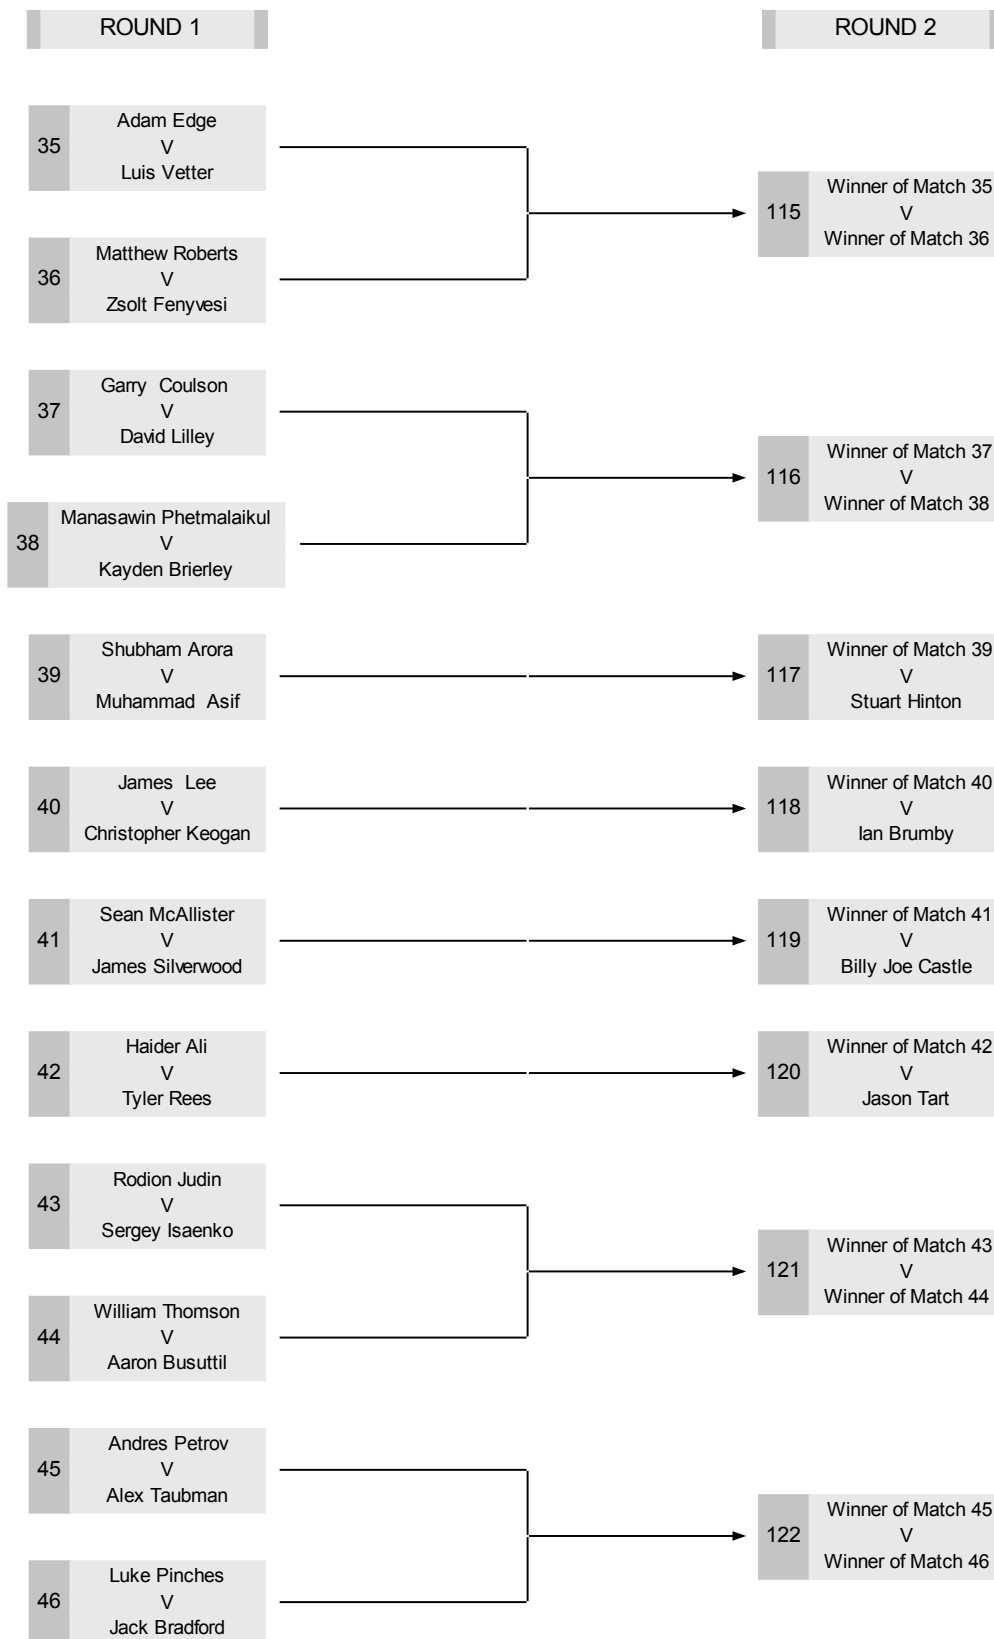 ROUND 1
ROUND 2
35
Adam Edge
V
Luis Vetter
36
Matthew Roberts
V
Zsolt Fenyvesi
115
Winner of Match 35
V
Winner of Match 36
37
Garry Coulson
V
David Lilley
38
Manasawin Phetmalaikul
V
Kayden Brierley
116
Winner of Match 37
V
Winner of Match 38
39
Shubham Arora
V
Muhammad Asif
117
Winner of Match 39
V
Stuart Hinton
40
James Lee
V
Christopher Keogan
118
Winner of Match 40
V
Ian Brumby
41
Sean McAllister
V
James Silverwood
119
Winner of Match 41
V
Billy Joe Castle
42
Haider Ali
V
Tyler Rees
120
Winner of Match 42
V
Jason Tart
43
Rodion Judin
V
Sergey Isaenko
44
William Thomson
V
Aaron Busuttil
121
Winner of Match 43
V
Winner of Match 44
45
Andres Petrov
V
Alex Taubman
46
Luke Pinches
V
Jack Bradford
122
Winner of Match 45
V
Winner of Match 46